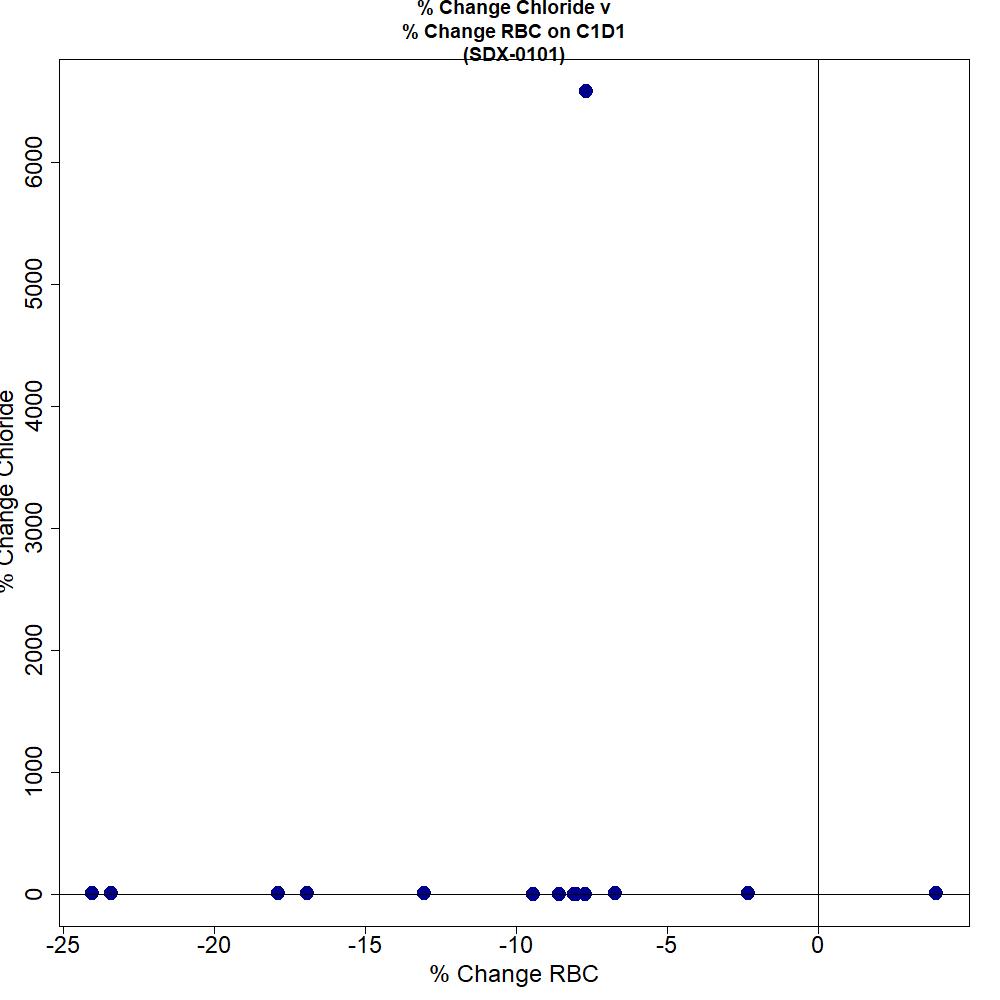 % Change Chloride v
% Change RBC on C1D1
(SDX-0101)
% Change Chloride
6000
5000
4000
3000
2000
1000
0
-25 -20 -15 -10 -5 0
% Change RBC